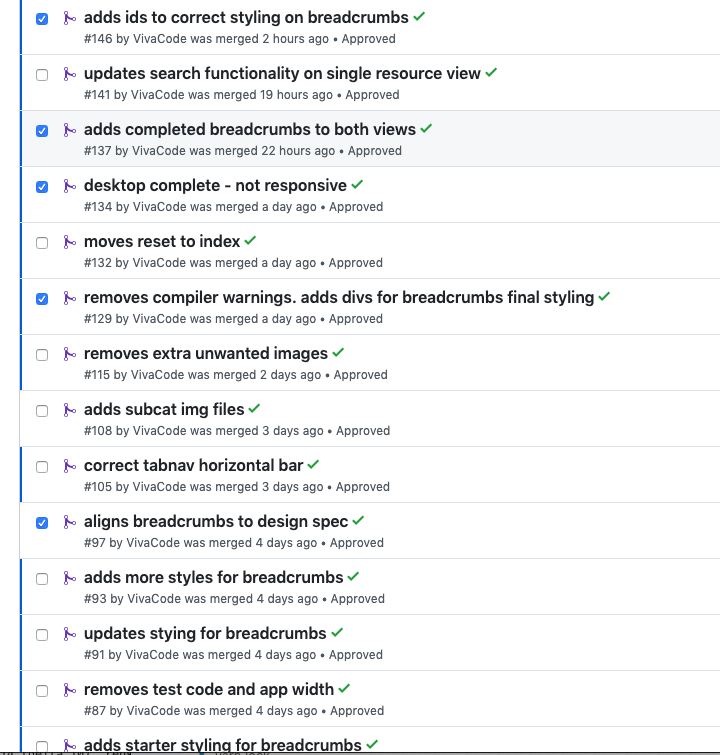 adds ids to correct styling on breadcrumbs
#146 by VivaCode was merged 2 hours ago • Approved
updates search functionality on single resource view
#141 by VivaCode was merged 19 hours ago • Approved
adds completed breadcrumbs to both views
#137 by VivaCode was merged 22 hours ago • Approved
desktop complete - not responsive
#134 by VivaCode was merged a day ago • Approved
moves reset to index
#132 by VivaCode was merged a day ago • Approved
removes compiler warnings. adds divs for breadcrumbs final styling
#129 by VivaCode was merged a day ago • Approved
removes extra unwanted images
#115 by VivaCode was merged 2 days ago • Approved
adds subcat img files
#108 by VivaCode was merged 3 days ago • Approved
correct tabnav horizontal bar
#105 by VivaCode was merged 3 days ago • Approved
aligns breadcrumbs to design spec
#97 by VivaCode was merged 4 days ago • Approved
adds more styles for breadcrumbs
#93 by VivaCode was merged 4 days ago • Approved
updates stying for breadcrumbs
#91 by VivaCode was merged 4 days ago • Approved
removes test code and app width
#87 by VivaCode was merged 4 days ago • Approved
adds starter styling for breadcrumbs